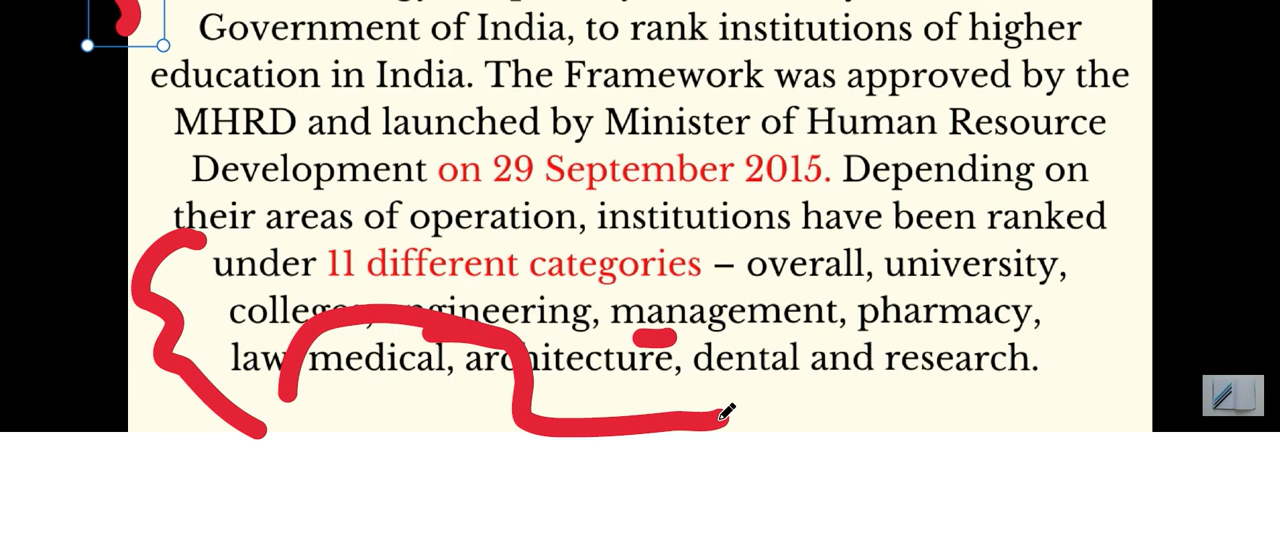 Government of India, to rank institutions of higher
education in India. The Framework was approved by the
MHRD and launched by Minister of Human Resource
Development on 29 September 2015. Depending on
their areas of operation, institutions have been ranked
under 11 different categories – overall, university,
colleges, engineering, management, pharmacy,
law, medical, architecture, dental and research.